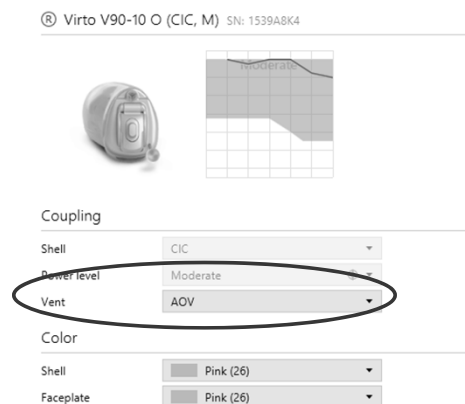 ® Virto V90-10 O (CIC, M) SN: 1539A8K4
Moderate
Coupling
Shell CIC
Power level Moderate
Vent AOV
Color
Shell Pink (26)
Faceplate Pink (26)